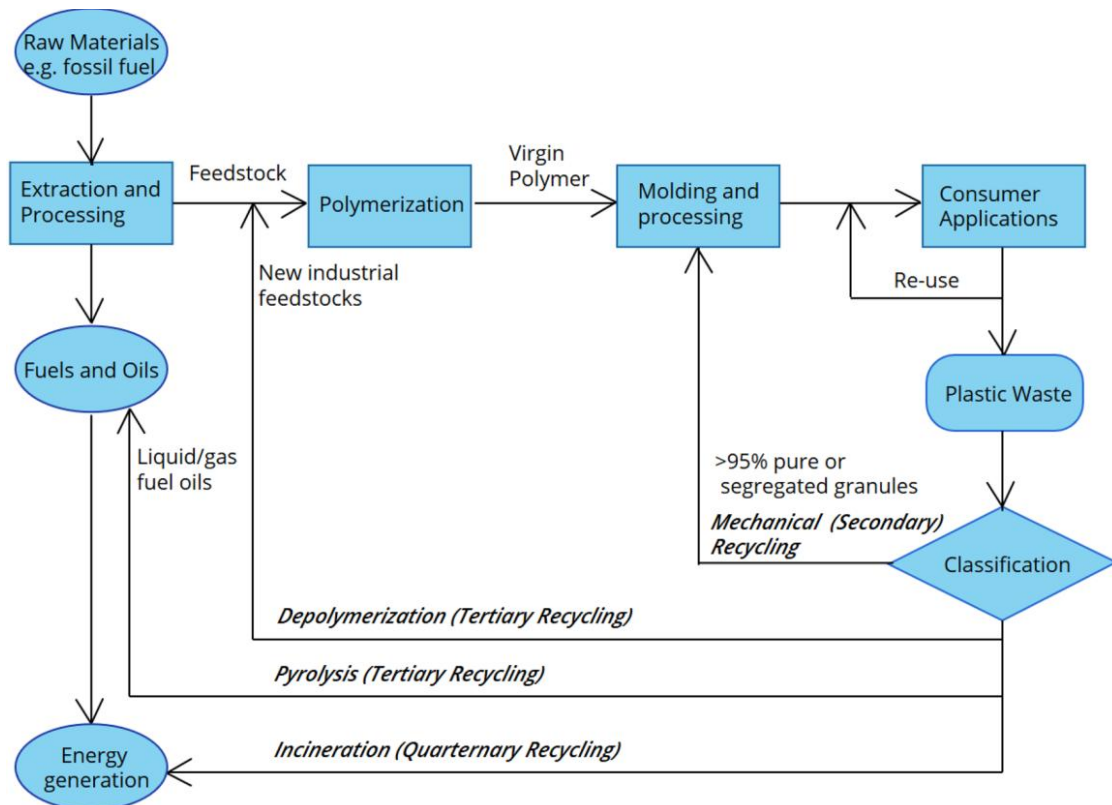 Raw Materials
e.g. fossil fuel
Extraction and
Processing
Feedstock
Polymerization
Virgin
Polymer
Molding and
processing
Consumer
Applications
New industrial
feedstocks
Re-use
Fuels and Oils
Plastic Waste
Liquid/gas
fuel oils
>95% pure or
segregated granules
Mechanical (Secondary)
Recycling
Classification
Depolymerization (Tertiary Recycling)
Pyrolysis (Tertiary Recycling)
Incineration (Quarternary Recycling)
Energy
generation